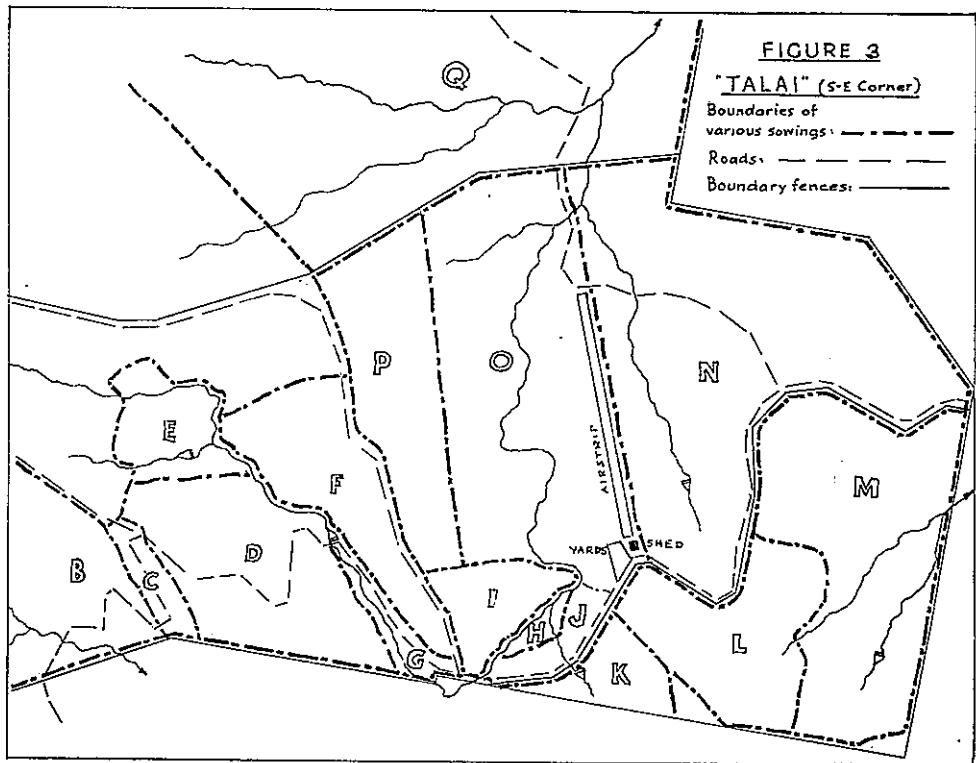 FIGURE 3
"TALAI" (S-E Corner)
Boundaries of
various sowings:
Roads:
Boundary fences:
Q
P
O
N
E
F
M
AIRSTRIP
B
C
D
YARDS
SHED
I
J
H
G
K
L